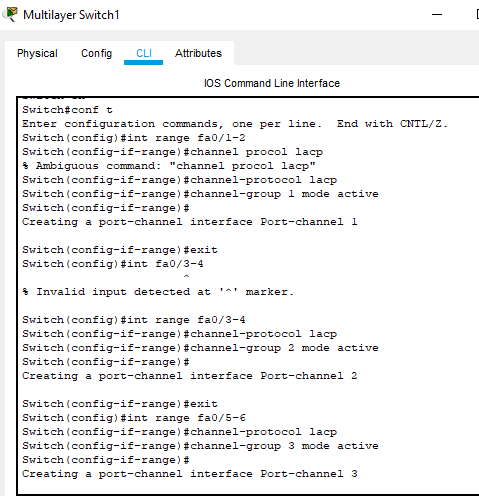 Multilayer Switch1
Physical Config CLI Attributes
IOS Command Line Interface
Switch#conf t
Enter configuration commands, one per line.  End with CNTL/Z.
Switch(config)#int range fa0/1-2
Switch(config-if-range)#channel procol lacp
% Ambiguous command: "channel procol lacp"
Switch(config-if-range)#channel-protocol lacp
Switch(config-if-range)#channel-group 1 mode active
Switch(config-if-range)#
Creating a port-channel interface Port-channel 1
Switch(config-if-range)#exit
Switch(config)#int fa0/3-4
^
% Invalid input detected at '^' marker.
Switch(config)#int range fa0/3-4
Switch(config-if-range)#channel-protocol lacp
Switch(config-if-range)#channel-group 2 mode active
Switch(config-if-range)#
Creating a port-channel interface Port-channel 2
Switch(config-if-range)#exit
Switch(config)#int range fa0/5-6
Switch(config-if-range)#channel-protocol lacp
Switch(config-if-range)#channel-group 3 mode active
Switch(config-if-range)#
Creating a port-channel interface Port-channel 3